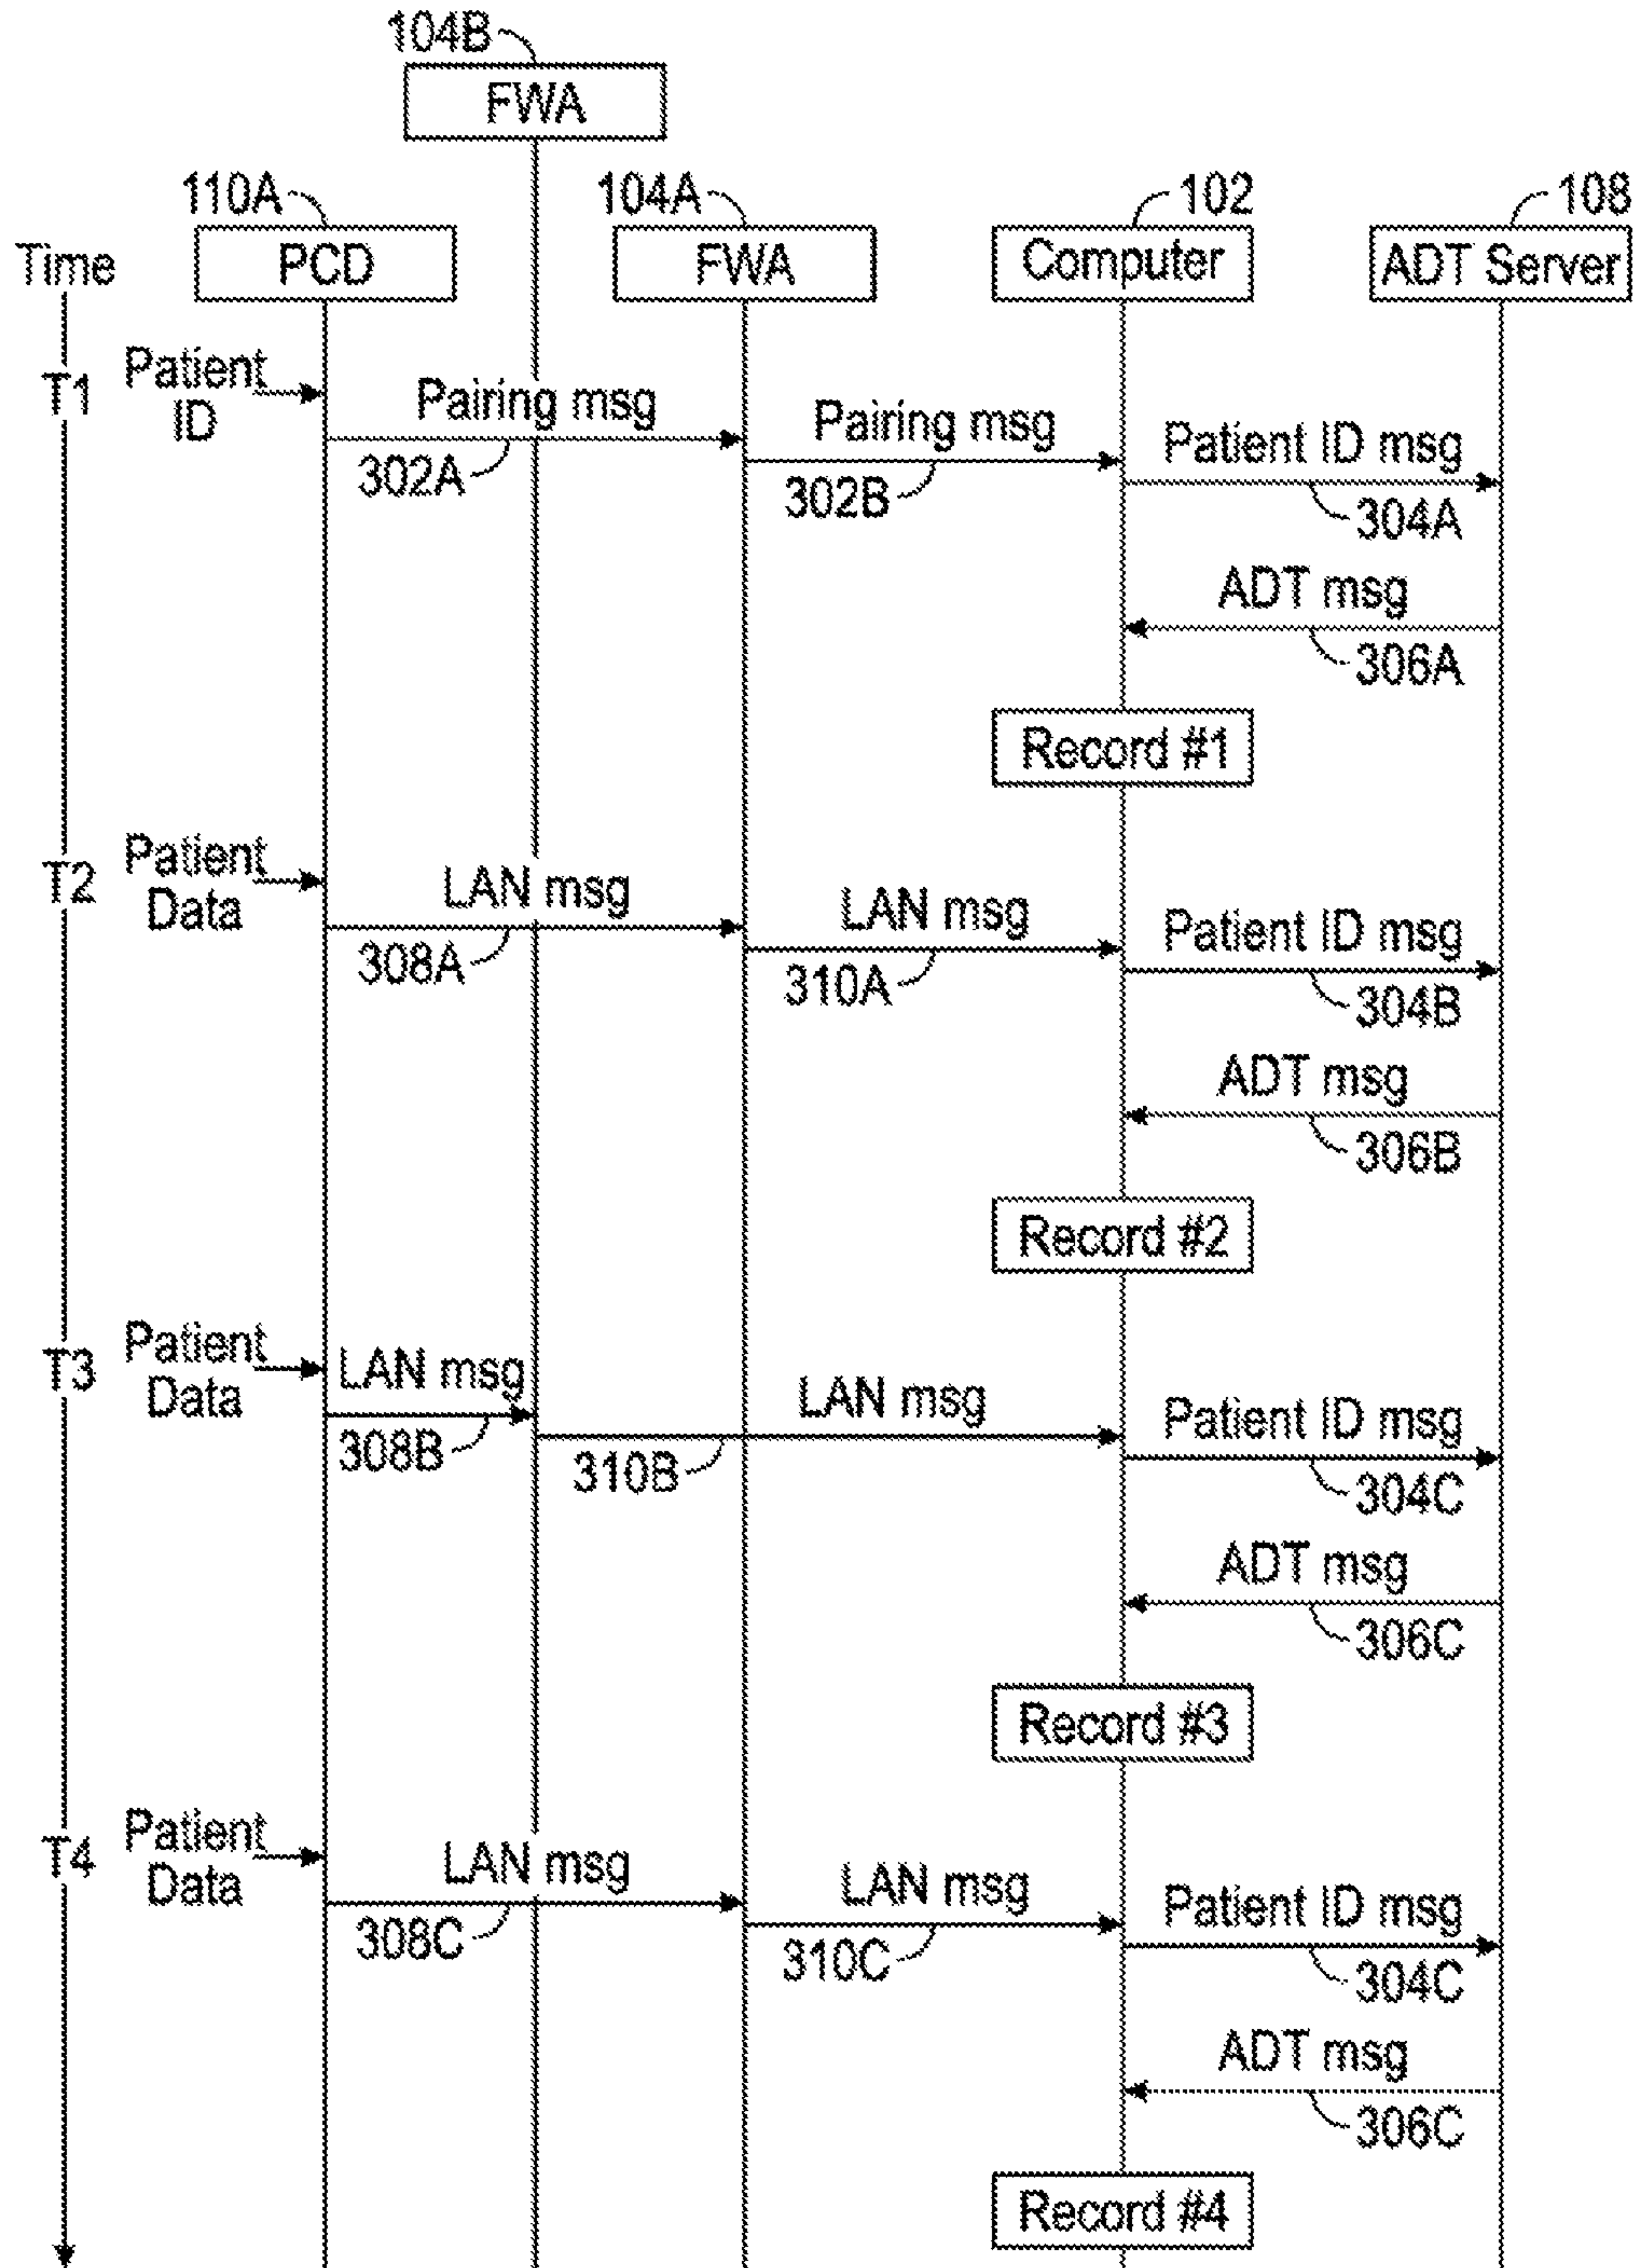 104B
FWA
110A
104A
102
108
Time
PCD
FWA
Computer
ADT Server
T1
Patient
ID
Pairing msg
302A
Pairing msg
302B
Patient ID msg
304A
ADT msg
306A
Record #1
T2
Patient
Data
LAN msg
308A
LAN msg
310A
Patient ID msg
304B
ADT msg
306B
Record #2
T3
Patient
Data
LAN msg
308B
LAN msg
310B
Patient ID msg
304C
ADT msg
306C
Record #3
T4
Patient
Data
LAN msg
308C
LAN msg
310C
Patient ID msg
304C
ADT msg
306C
Record #4